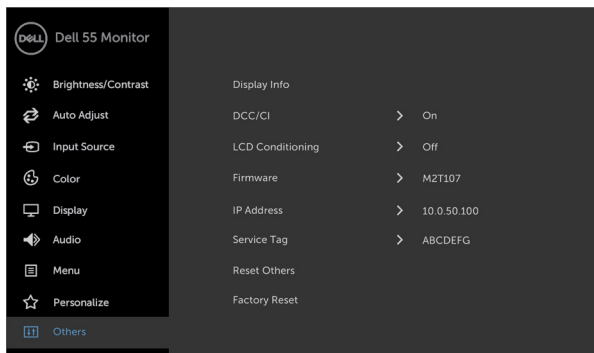 DELL Dell 55 Monitor
Brightness/Contrast Display Info
Auto Adjust DCC/CI On
Input Source LCD Conditioning Off
Color Firmware M2T107
Display IP Address 10.0.50.100
Audio Service Tag ABCDEFG
Menu Reset Others
Personalize Factory Reset
Others